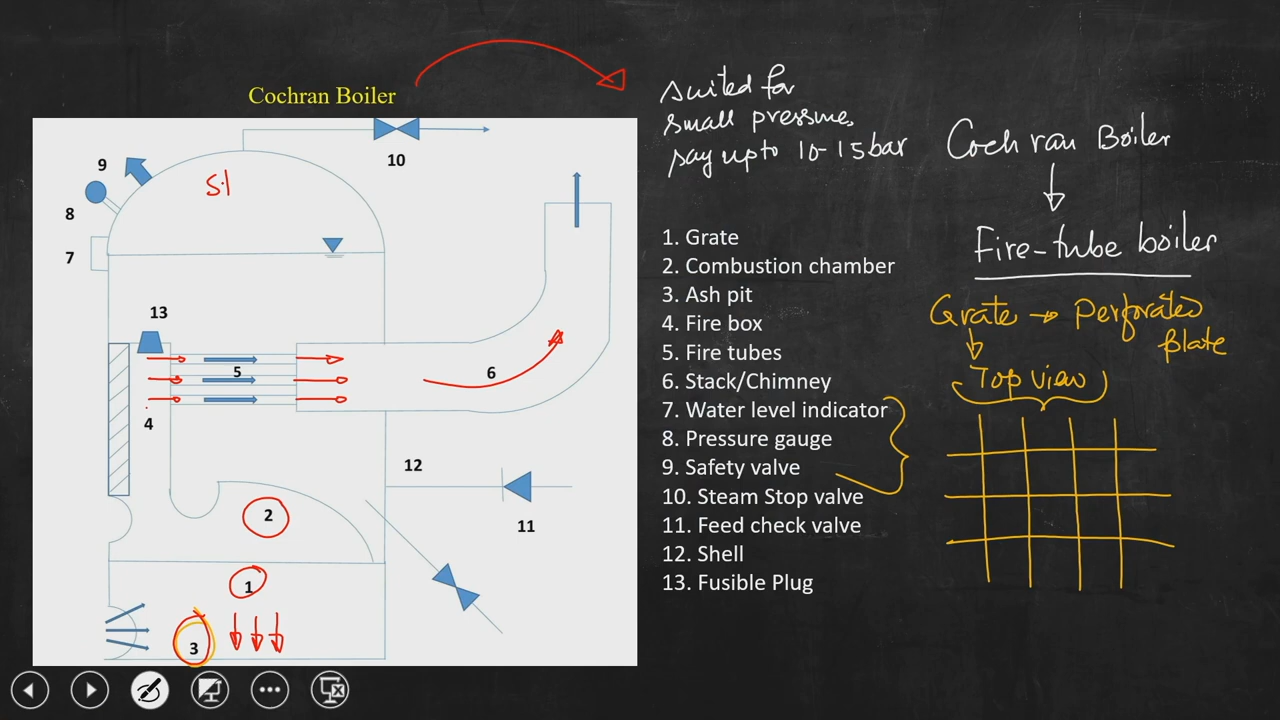 Cochran Boiler
suited for
small pressure,
say upto 10-15 bar
Cochran Boiler
Fire-tube boiler
Grate → Perforated
plate
Top view
1. Grate
2. Combustion chamber
3. Ash pit
4. Fire box
5. Fire tubes
6. Stack/Chimney
7. Water level indicator
8. Pressure gauge
9. Safety valve
10. Steam Stop valve
11. Feed check valve
12. Shell
13. Fusible Plug
10
9
8
7
13
5
6
4
12
2
11
1
3